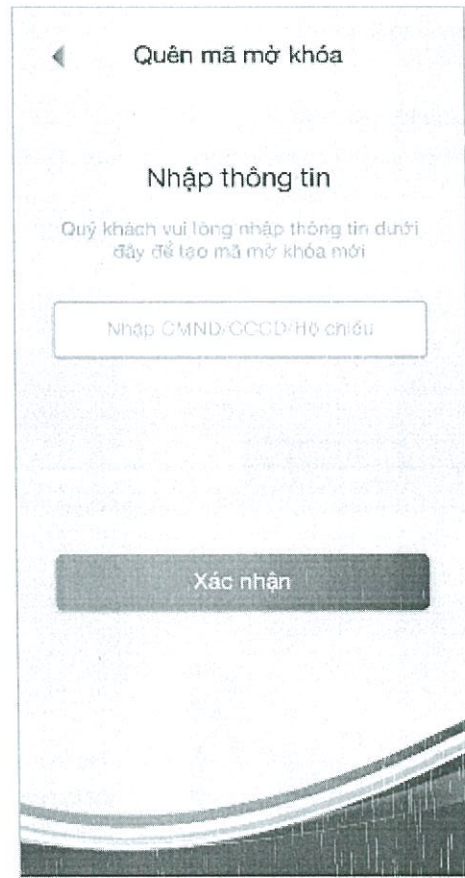 Quên mã mở khóa
Nhập thông tin
Quý khách vui lòng nhập thông tin dưới
đây để tạo mã mở khóa mới
Nhập CMND/CCCD/Hộ chiếu
Xác nhận